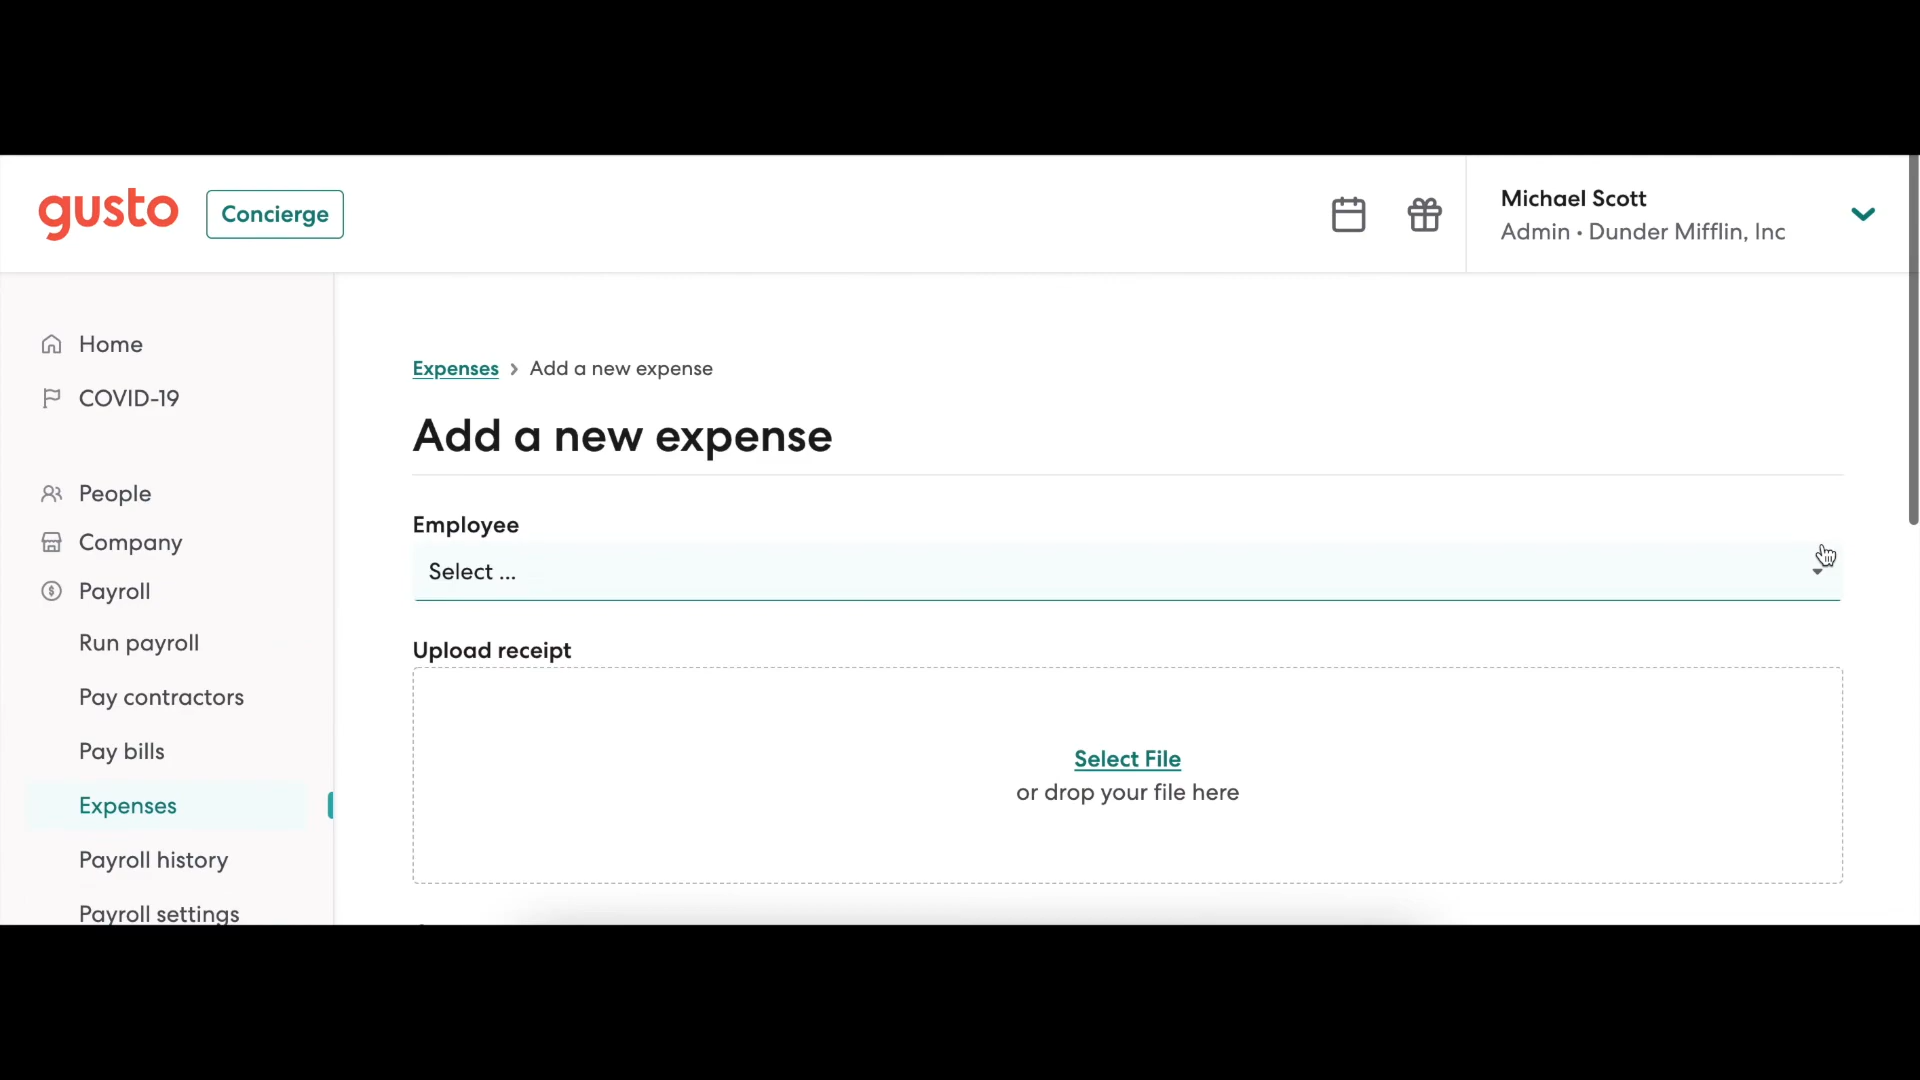 gusto
Concierge
Michael Scott
Admin • Dunder Mifflin, Inc
Home
COVID-19
People
Company
Payroll
Run payroll
Pay contractors
Pay bills
Expenses
Payroll history
Payroll settings
Expenses > Add a new expense
Add a new expense
Employee
Select ...
Upload receipt
Select File
or drop your file here